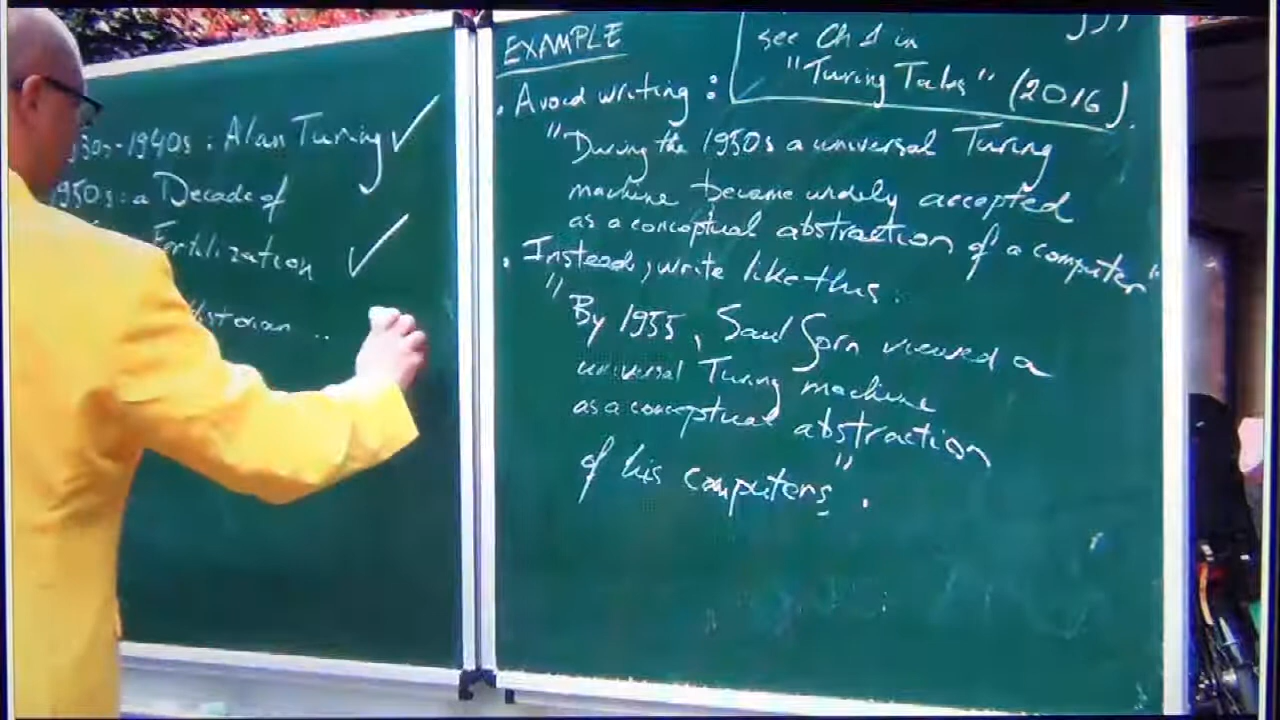 1940s: Alan Turing ✓
1950s: a Decade of
Fertilization ✓
Historian ..
EXAMPLE
see Ch 1 in
"Turing Tales" (2016).
. Avoid writing:
"During the 1950s a universal Turing
machine became widely accepted
as a conceptual abstraction of a computer"
. Instead, write like this:
"By 1955, Saul Gorn viewed a
universal Turing machine
as a conceptual abstraction
of his computers".